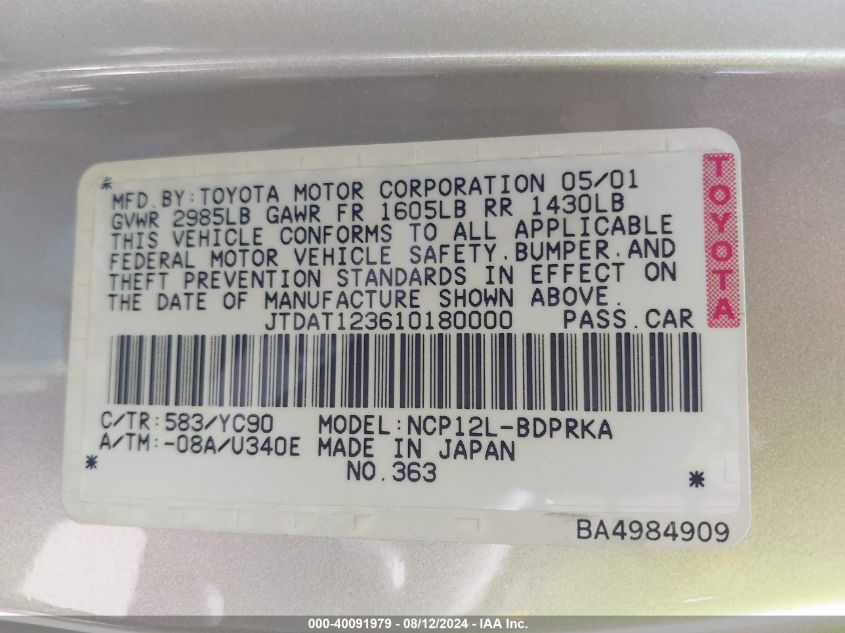 MFD.BY:TOYOTA MOTOR CORPORATION 05/01
GVWR 2985LB GAWR FR 1605LB RR 1430LB
THIS VEHICLE CONFORMS TO ALL APPLICABLE
FEDERAL MOTOR VEHICLE SAFETY,BUMPER,AND
THEFT PREVENTION STANDARDS IN EFFECT ON
THE DATE OF MANUFACTURE SHOWN ABOVE.
JTDAT123610180000 PASS.CAR
TOYOTA
C/TR:583/YC90 MODEL:NCP12L-BDPRKA
A/TM:-08A/U340E MADE IN JAPAN
NO.363
BA4984909
000-40091979 - 08/12/2024 - IAA Inc.